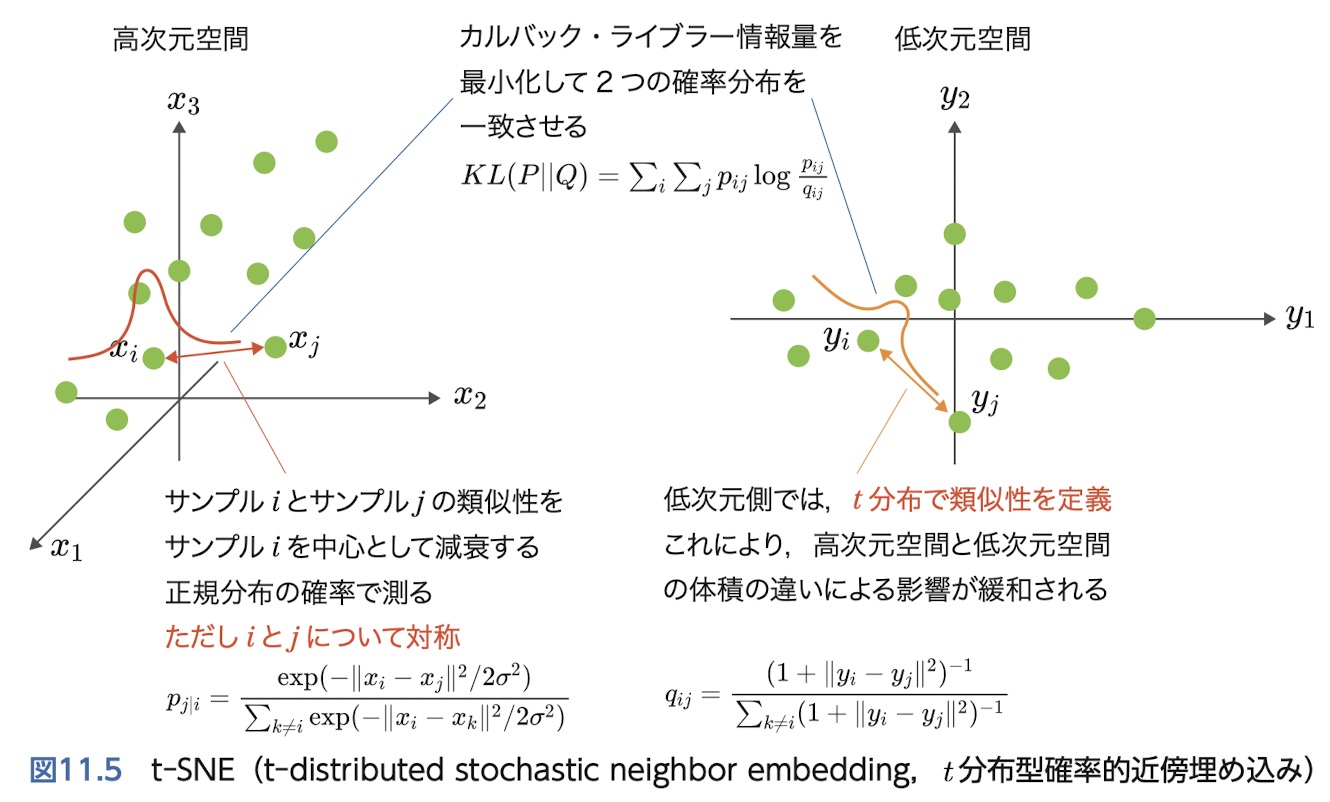 高次元空間
カルバック・ライブラー情報量を
最小化して2つの確率分布を
一致させる
KL(P||Q) = ∑_i ∑_j p_{ij} log \frac{p_{ij}}{q_{ij}}
低次元空間
x_3
x_i
x_j
x_2
x_1
y_2
y_1
y_i
y_j
サンプル i とサンプル j の類似性を
サンプル i を中心として減衰する
正規分布の確率で測る
ただし i と j について対称
p_{j|i} = \frac{exp(−‖x_i − x_j‖^2/2σ^2)}{∑_{k≠i} exp(−‖x_i − x_k‖^2/2σ^2)}
低次元側では，t 分布で類似性を定義
これにより，高次元空間と低次元空間
の体積の違いによる影響が緩和される
q_{ij} = \frac{(1 + ‖y_i − y_j‖^2)^{−1}}{∑_{k≠i}(1 + ‖y_i − y_j‖^2)^{−1}}
図11.5 t-SNE（t-distributed stochastic neighbor embedding，t 分布型確率的近傍埋め込み）